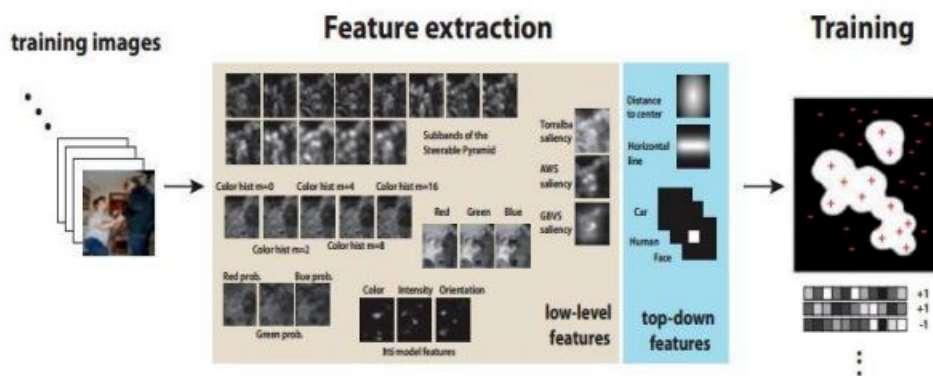 training images
Feature extraction
Training
Subbands of the
Steerable Pyramid
Torralba
saliency
AWS
saliency
GBVS
saliency
Distance
to center
Horizontal
line
Color hist m=0 Color hist m=4 Color hist m=16
Color hist m=2 Color hist m=8
Red Green Blue
Car
Human
Face
Red prob. Bue prob.
Green prob.
Color Intensity Orientation
Itti model features
low-level
features
top-down
features
+1
+1
-1